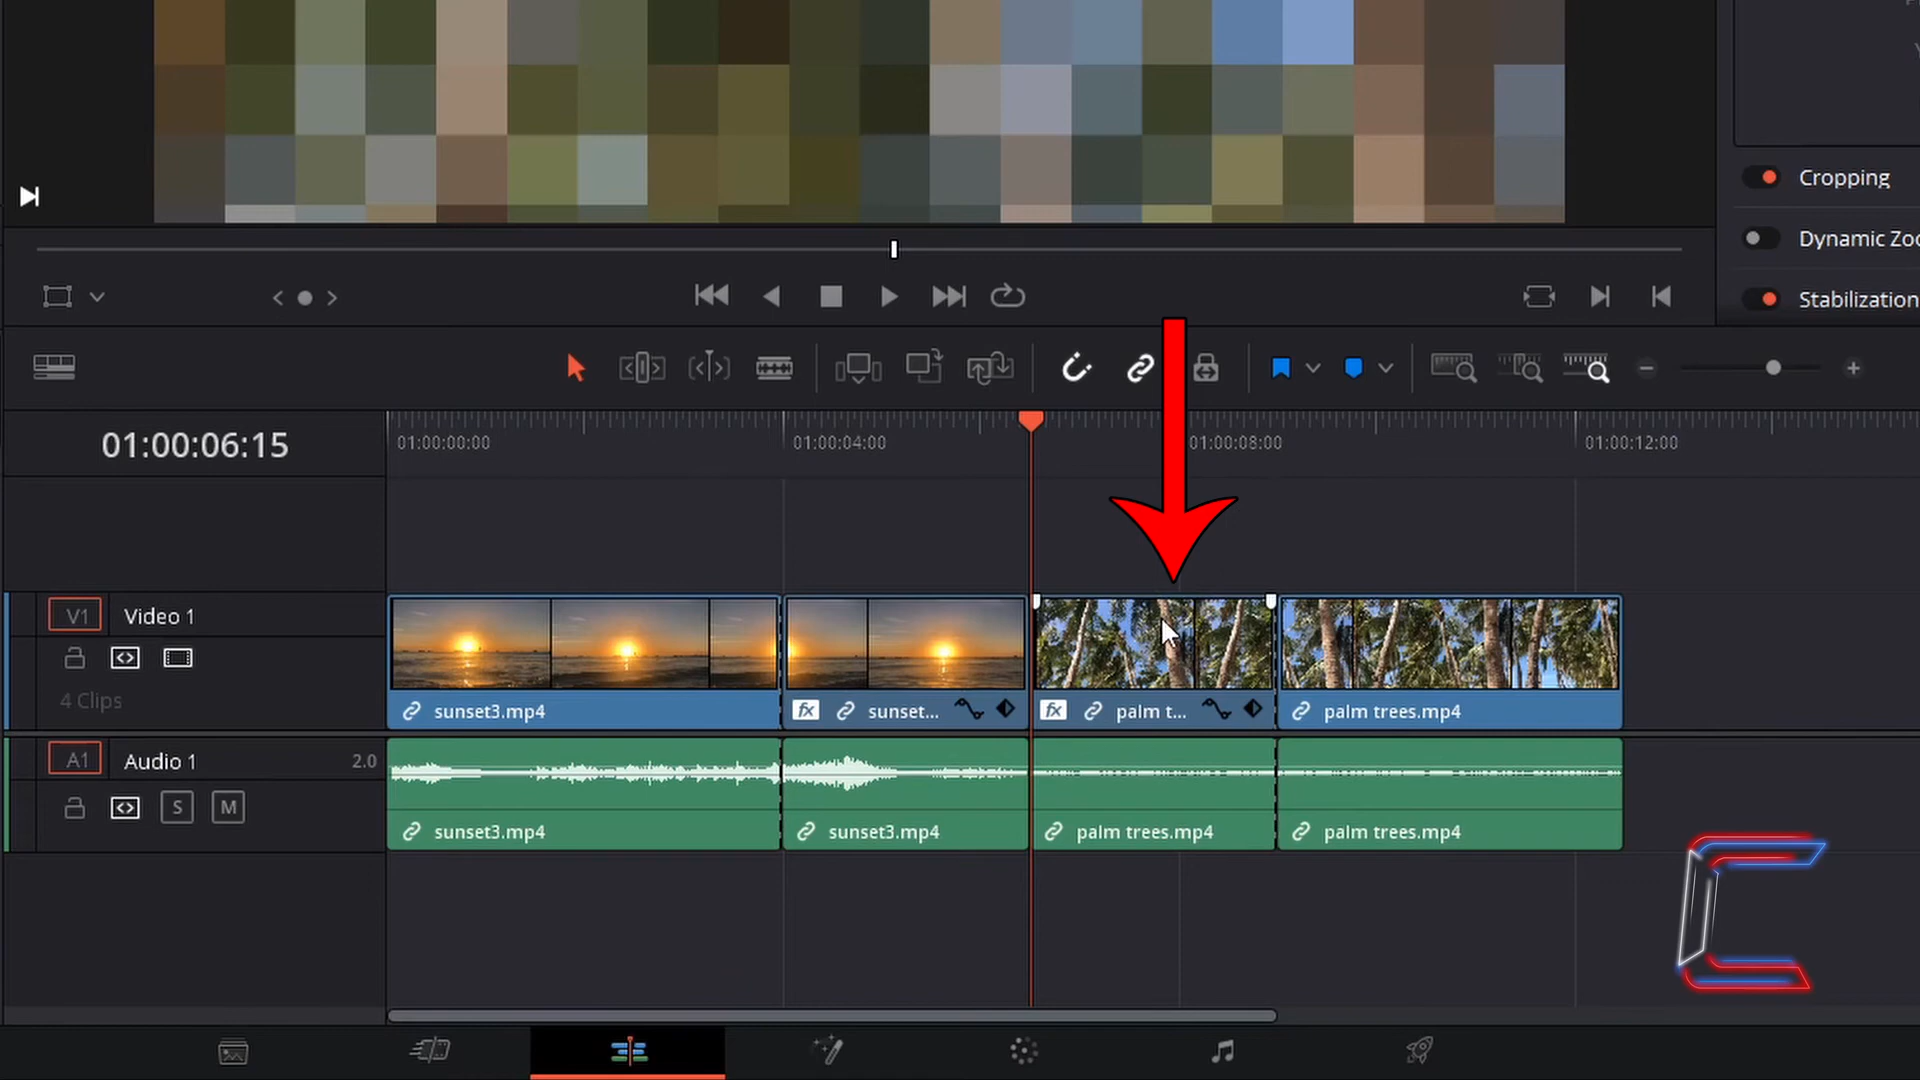 Cropping
Dynamic Zoo
Stabilization
01:00:06:15
01:00:00:00
01:00:04:00
01:00:08:00
01:00:12:00
V1 Video 1
4 Clips
sunset3.mp4
fx sunset...
fx palm t...
palm trees.mp4
A1 Audio 1 2.0
S M
sunset3.mp4
sunset3.mp4
palm trees.mp4
palm trees.mp4